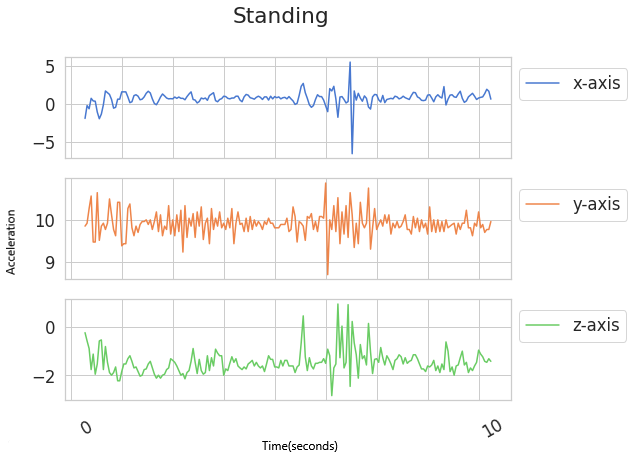 Standing
5
0
−5
x-axis
10
9
y-axis
Acceleration
0
−2
z-axis
0
10
Time(seconds)